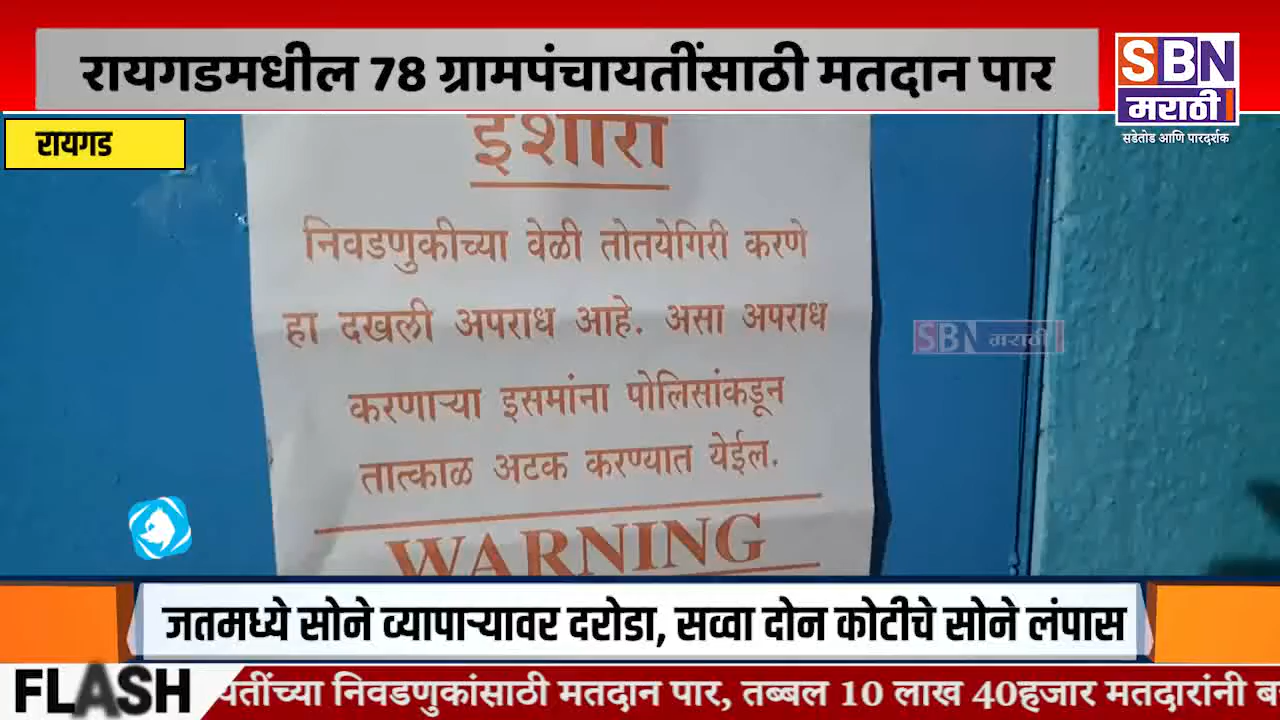 रायगडमधील 78 ग्रामपंचायतींसाठी मतदान पार
SBN
मराठी
सडेतोड आणि पारदर्शक
रायगड
इशारा
निवडणुकीच्या वेळी तोतयेगिरी करणे
हा दखली अपराध आहे. असा अपराध
करणाऱ्या इसमांना पोलिसांकडून
तात्काळ अटक करण्यात येईल.
SBN मराठी
WARNING
जतमध्ये सोने व्यापाऱ्यावर दरोडा, सव्वा दोन कोटीचे सोने लंपास
FLASH
निवडणुकांसाठी मतदान पार, तब्बल 10 लाख 40हजार मतदारांनी